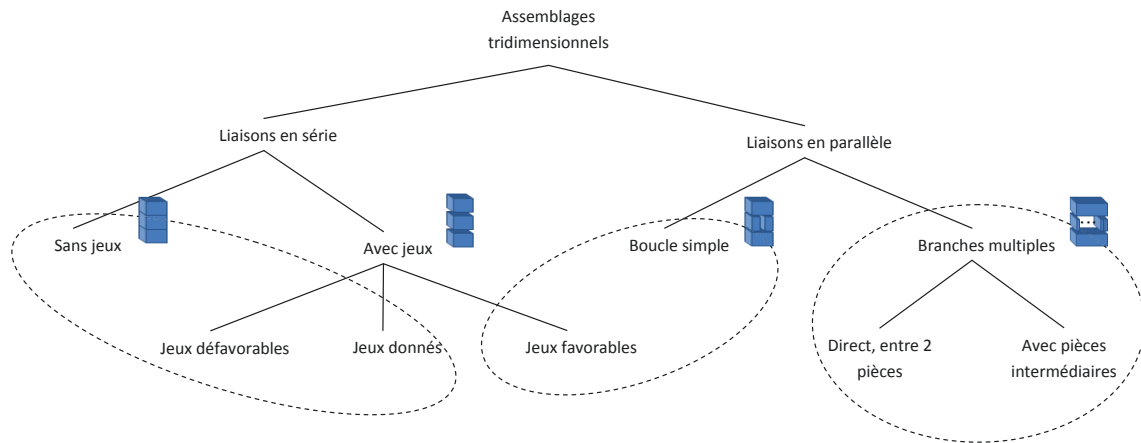 Assemblages
tridimensionnels
Liaisons en série
Liaisons en parallèle
Sans jeux
Avec jeux
Boucle simple
Branches multiples
Jeux défavorables
Jeux donnés
Jeux favorables
Direct, entre 2
pièces
Avec pièces
intermédiaires